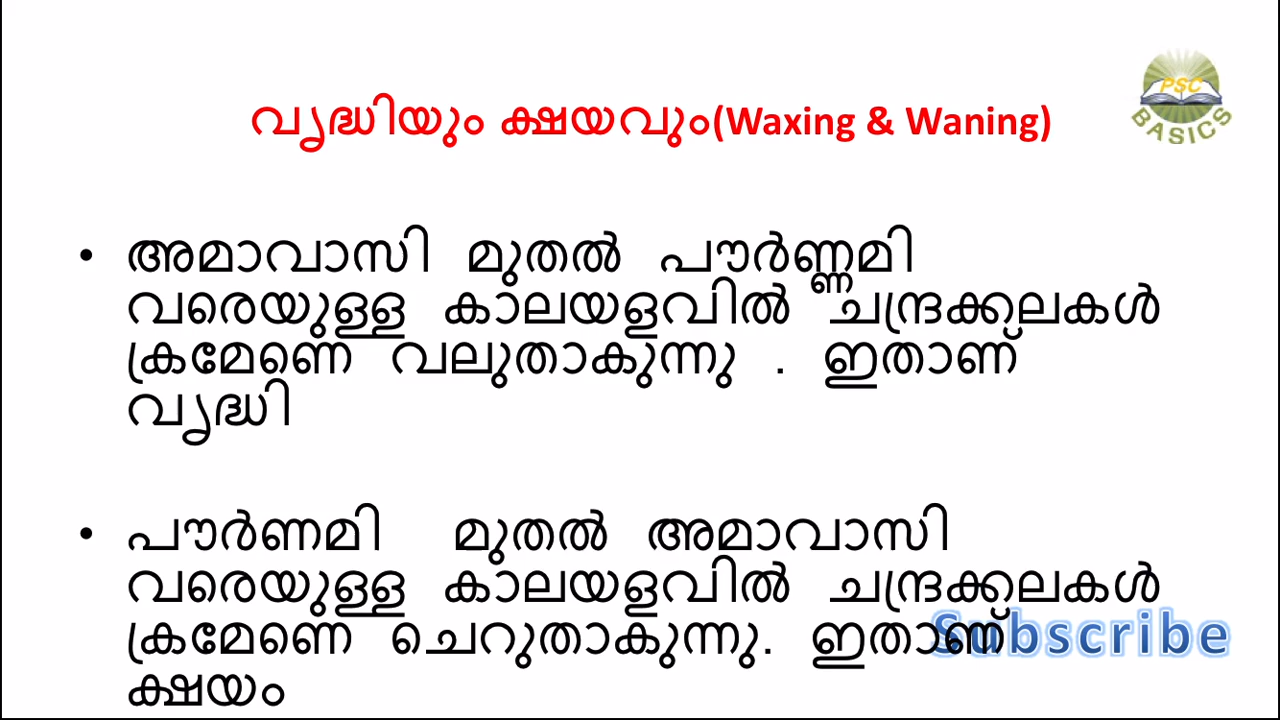 വൃദ്ധിയും ക്ഷയവും(Waxing & Waning)
PSC
BASICS
• അമാവാസി മുതൽ പൗർണ്ണമി
വരെയുള്ള കാലയളവിൽ ചന്ദ്രക്കലകൾ
ക്രമേണെ വലുതാകുന്നു . ഇതാണ്
വൃദ്ധി
• പൗർണമി മുതൽ അമാവാസി
വരെയുള്ള കാലയളവിൽ ചന്ദ്രക്കലകൾ
ക്രമേണെ ചെറുതാകുന്നു. ഇതാണ്
Subscribe
ക്ഷയം